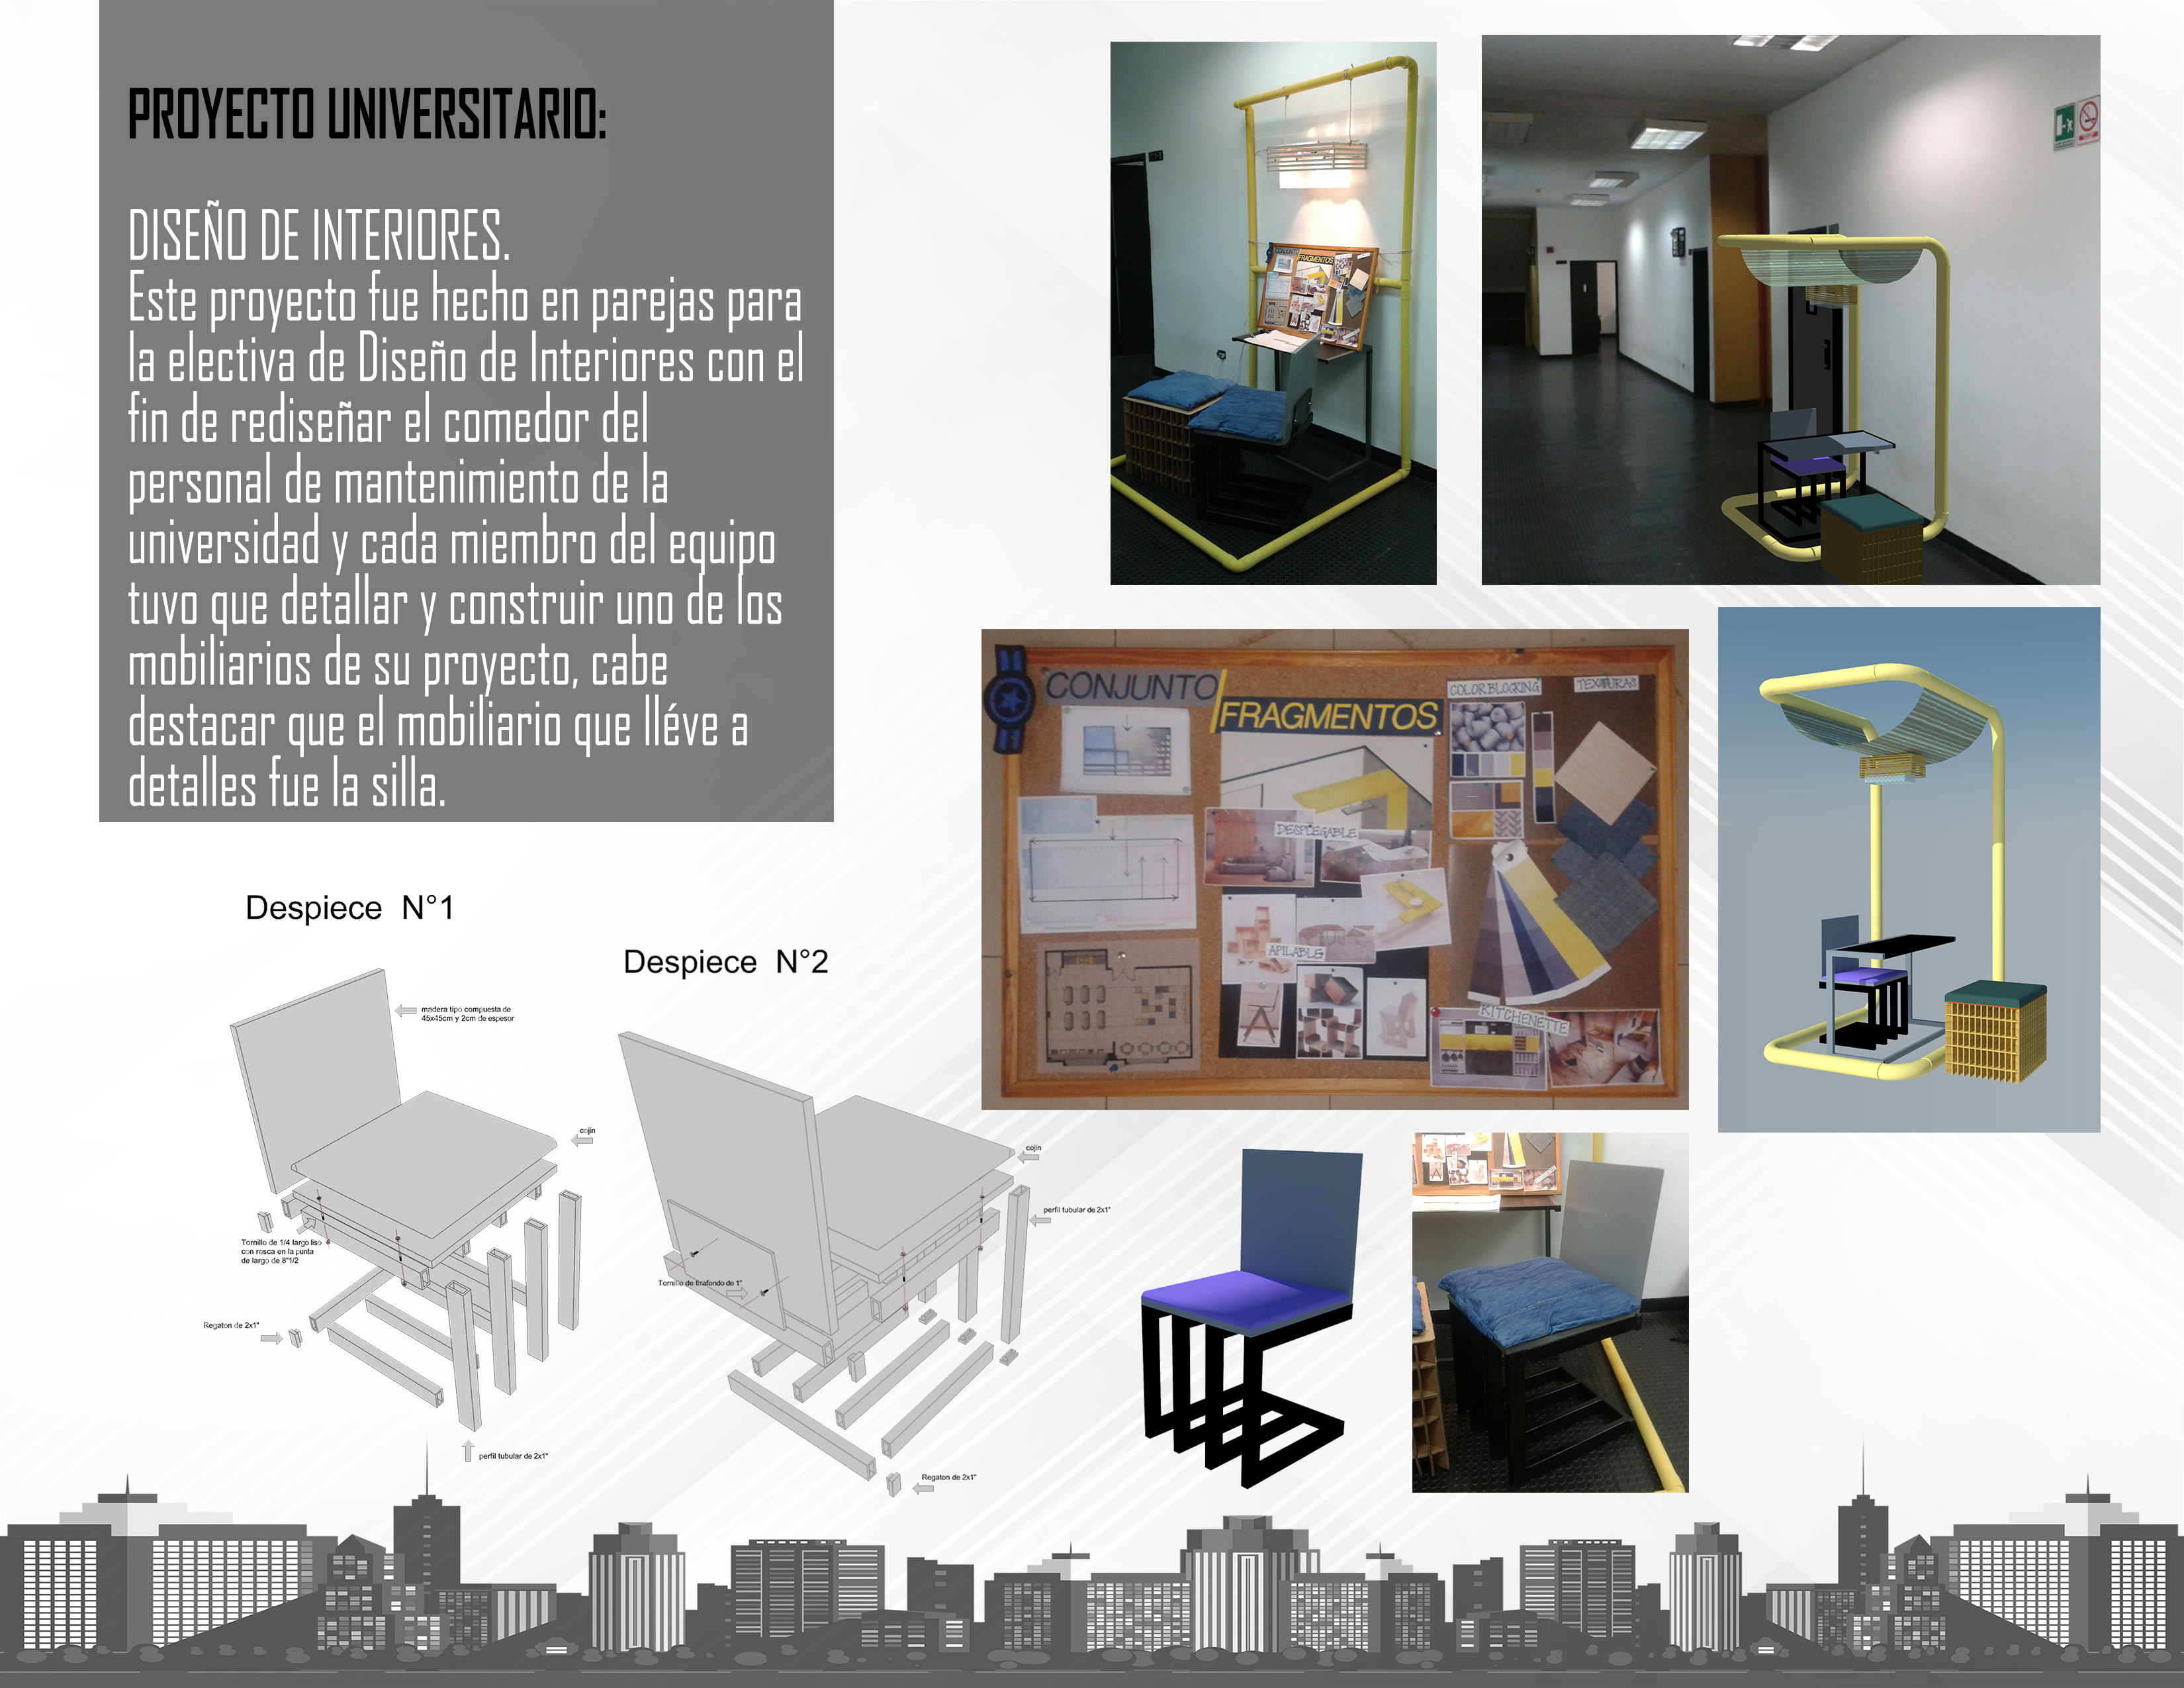 PROYECTO UNIVERSITARIO:
DISEÑO DE INTERIORES.
Este proyecto fue hecho en parejas para
la electiva de Diseño de Interiores con el
fin de rediseñar el comedor del
personal de mantenimiento de la
universidad y cada miembro del equipo
tuvo que detallar y construir uno de los
mobiliarios de su proyecto, cabe
destacar que el mobiliario que lléve a
detalles fue la silla.
CONJUNTO
FRAGMENTOS
CONJUNTO
FRAGMENTOS
COLOR BLOCKING
TEXTURAS
DESPLEGABLE
APILABLE
KITCHENETTE
Despiece N°1
madera tipo compuesta de
45x45cm y 2cm de espesor
cojin
Tornillo de 1/4 largo liso
con rosca en la punta
de largo de 8"1/2
Regaton de 2x1"
perfil tubular de 2x1"
Despiece N°2
cojin
perfil tubular de 2x1"
Tornillo de tirafondo de 1"
Regaton de 2x1"